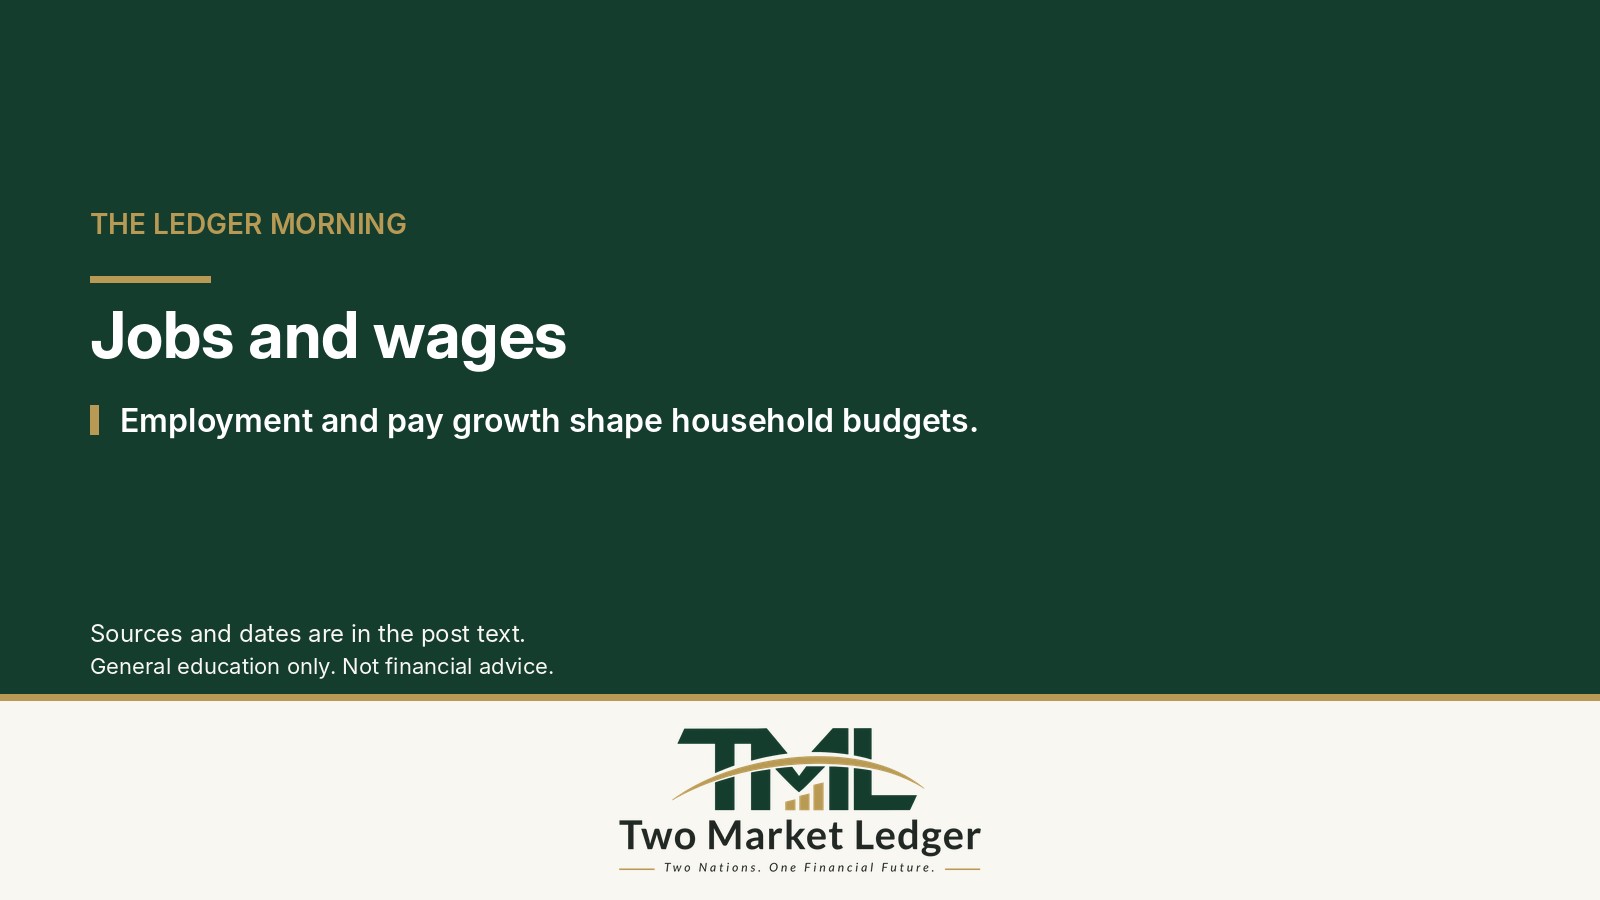 THE LEDGER MORNING
Jobs and wages
Employment and pay growth shape household budgets.
Sources and dates are in the post text.
General education only. Not financial advice.
TML
Two Market Ledger
Two Nations. One Financial Future.